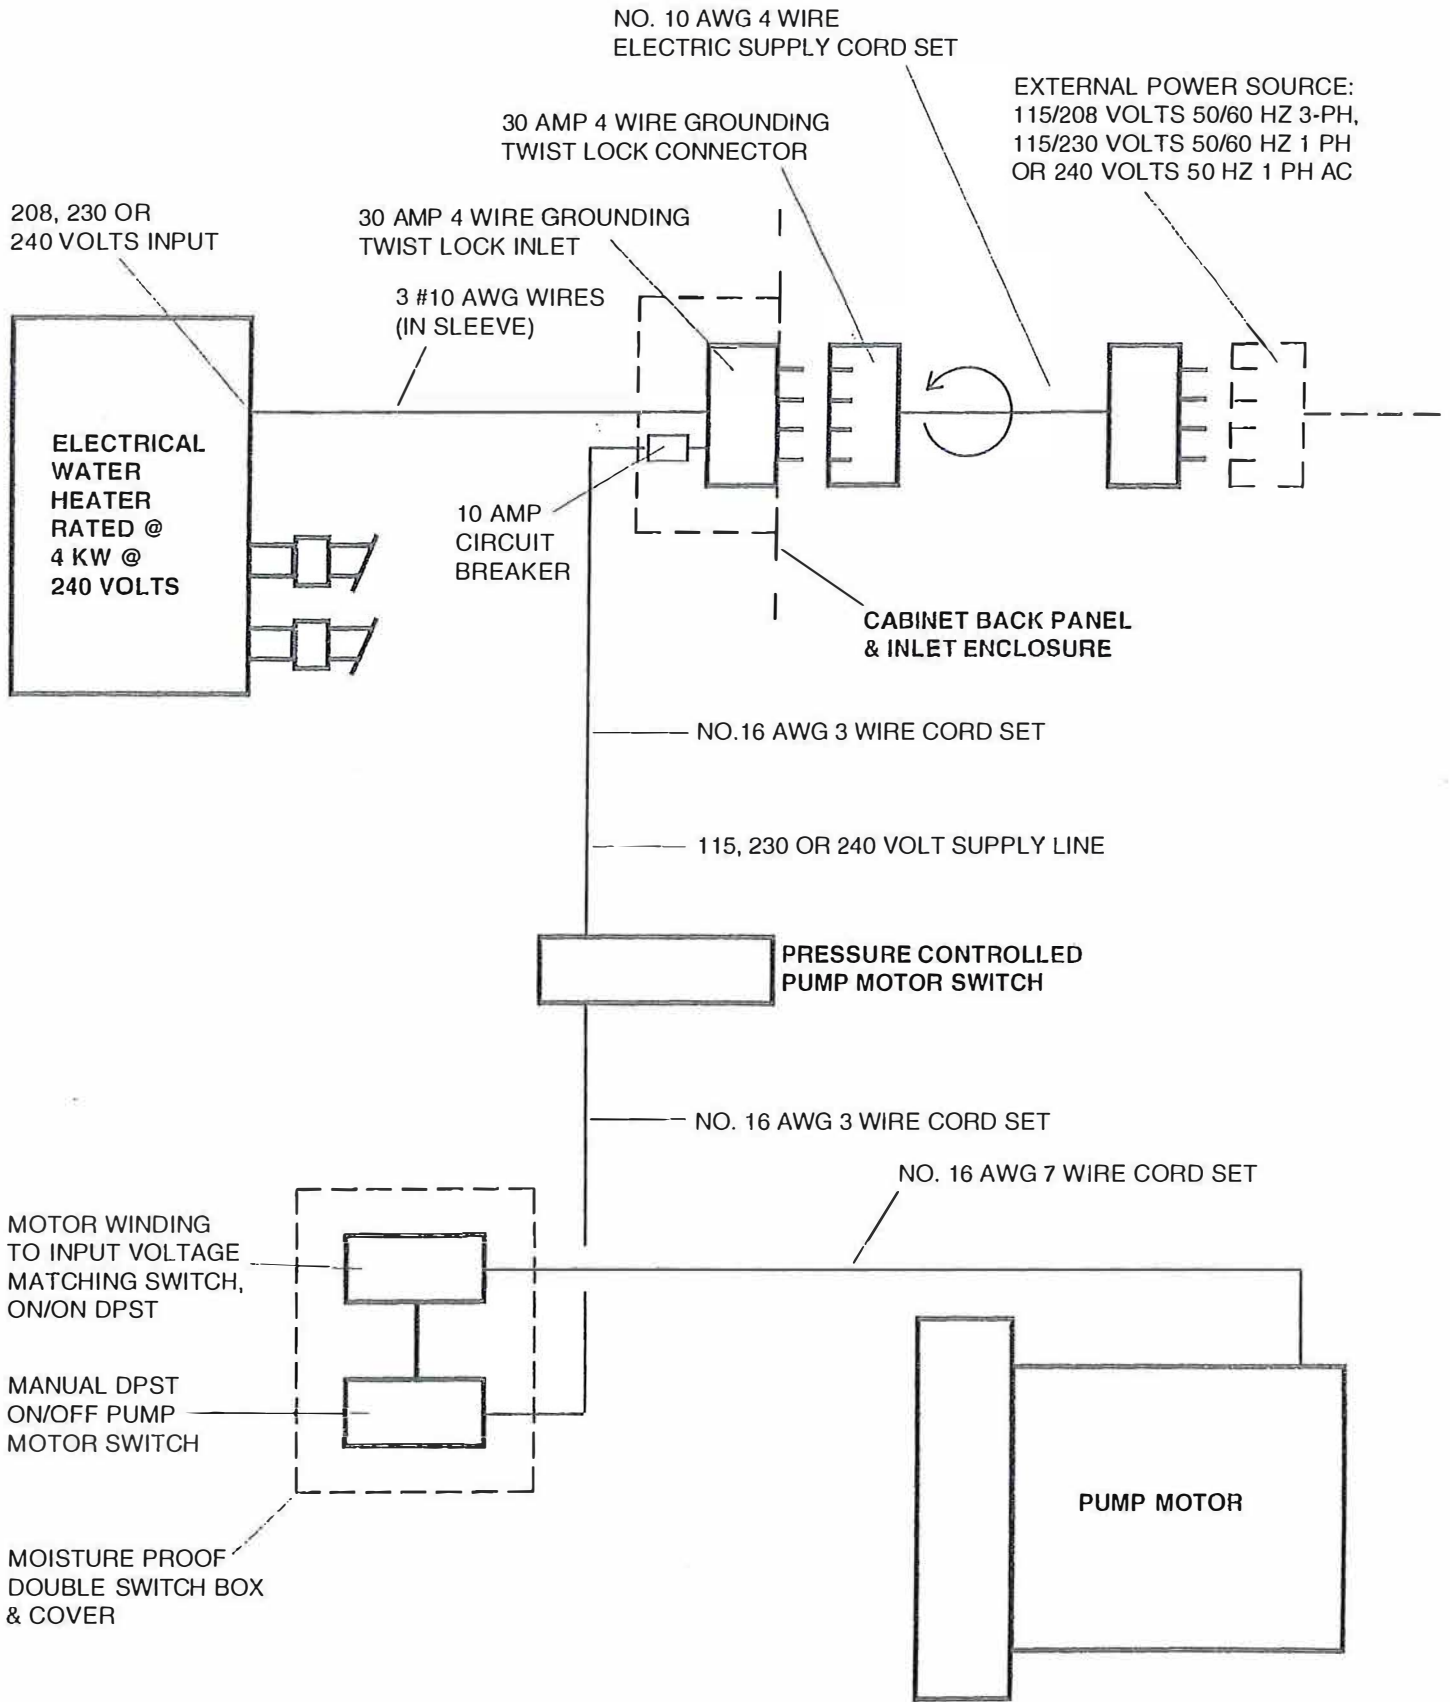 NO. 10 AWG 4 WIRE
ELECTRIC SUPPLY CORD SET
EXTERNAL POWER SOURCE:
115/208 VOLTS 50/60 HZ 3-PH,
115/230 VOLTS 50/60 HZ 1 PH
OR 240 VOLTS 50 HZ 1 PH AC
30 AMP 4 WIRE GROUNDING
TWIST LOCK CONNECTOR
208, 230 OR
240 VOLTS INPUT
30 AMP 4 WIRE GROUNDING
TWIST LOCK INLET
3 #10 AWG WIRES
(IN SLEEVE)
ELECTRICAL
WATER
HEATER
RATED @
4 KW @
240 VOLTS
10 AMP
CIRCUIT
BREAKER
CABINET BACK PANEL
& INLET ENCLOSURE
NO.16 AWG 3 WIRE CORD SET
115, 230 OR 240 VOLT SUPPLY LINE
PRESSURE CONTROLLED
PUMP MOTOR SWITCH
NO. 16 AWG 3 WIRE CORD SET
NO. 16 AWG 7 WIRE CORD SET
MOTOR WINDING
TO INPUT VOLTAGE
MATCHING SWITCH,
ON/ON DPST
MANUAL DPST
ON/OFF PUMP
MOTOR SWITCH
PUMP MOTOR
MOISTURE PROOF
DOUBLE SWITCH BOX
& COVER